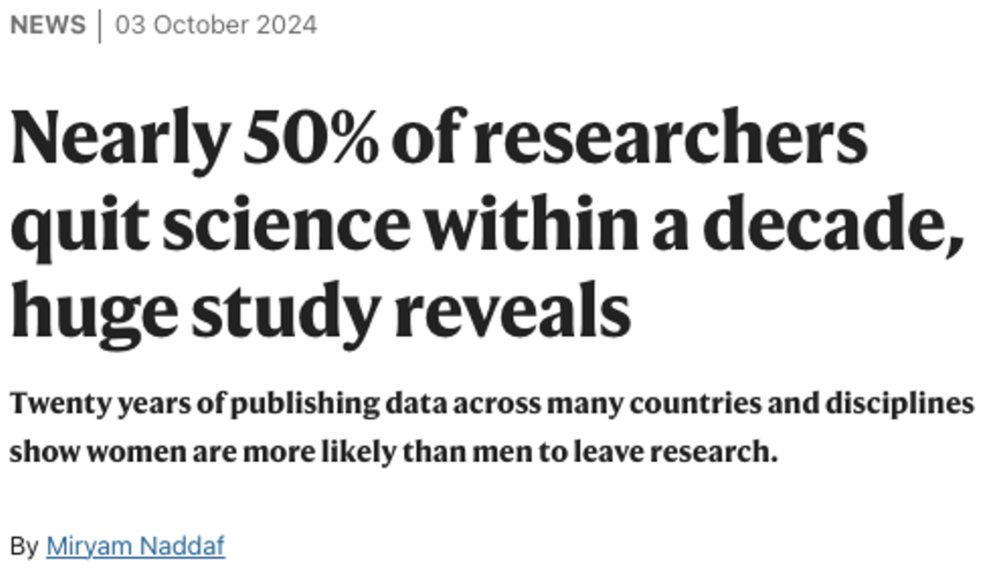 NEWS | 03 October 2024
Nearly 50% of researchers
quit science within a decade,
huge study reveals
Twenty years of publishing data across many countries and disciplines
show women are more likely than men to leave research.
By Miryam Naddaf